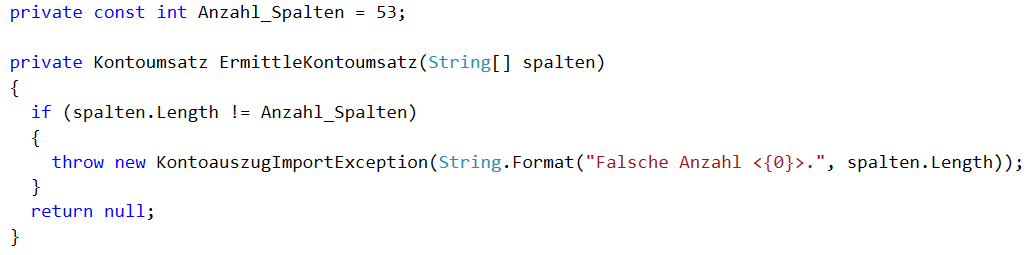 private const int Anzahl_Spalten = 53;
private Kontoumsatz ErmittleKontoumsatz(String[] spalten)
{
if (spalten.Length != Anzahl_Spalten)
{
throw new KontoauszugImportException(String.Format("Falsche Anzahl <{0}>.", spalten.Length));
}
return null;
}